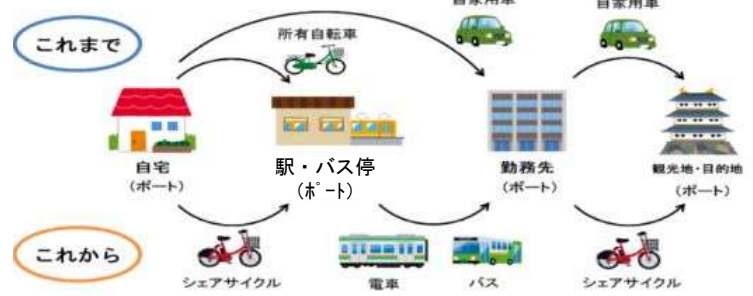 自家用車
自家用車
これまで
所有自転車
自宅
(ポート)
駅・バス停
(ポート)
勤務先
(ポート)
観光地・目的地
(ポート)
これから
シェアサイクル
電車
バス
シェアサイクル